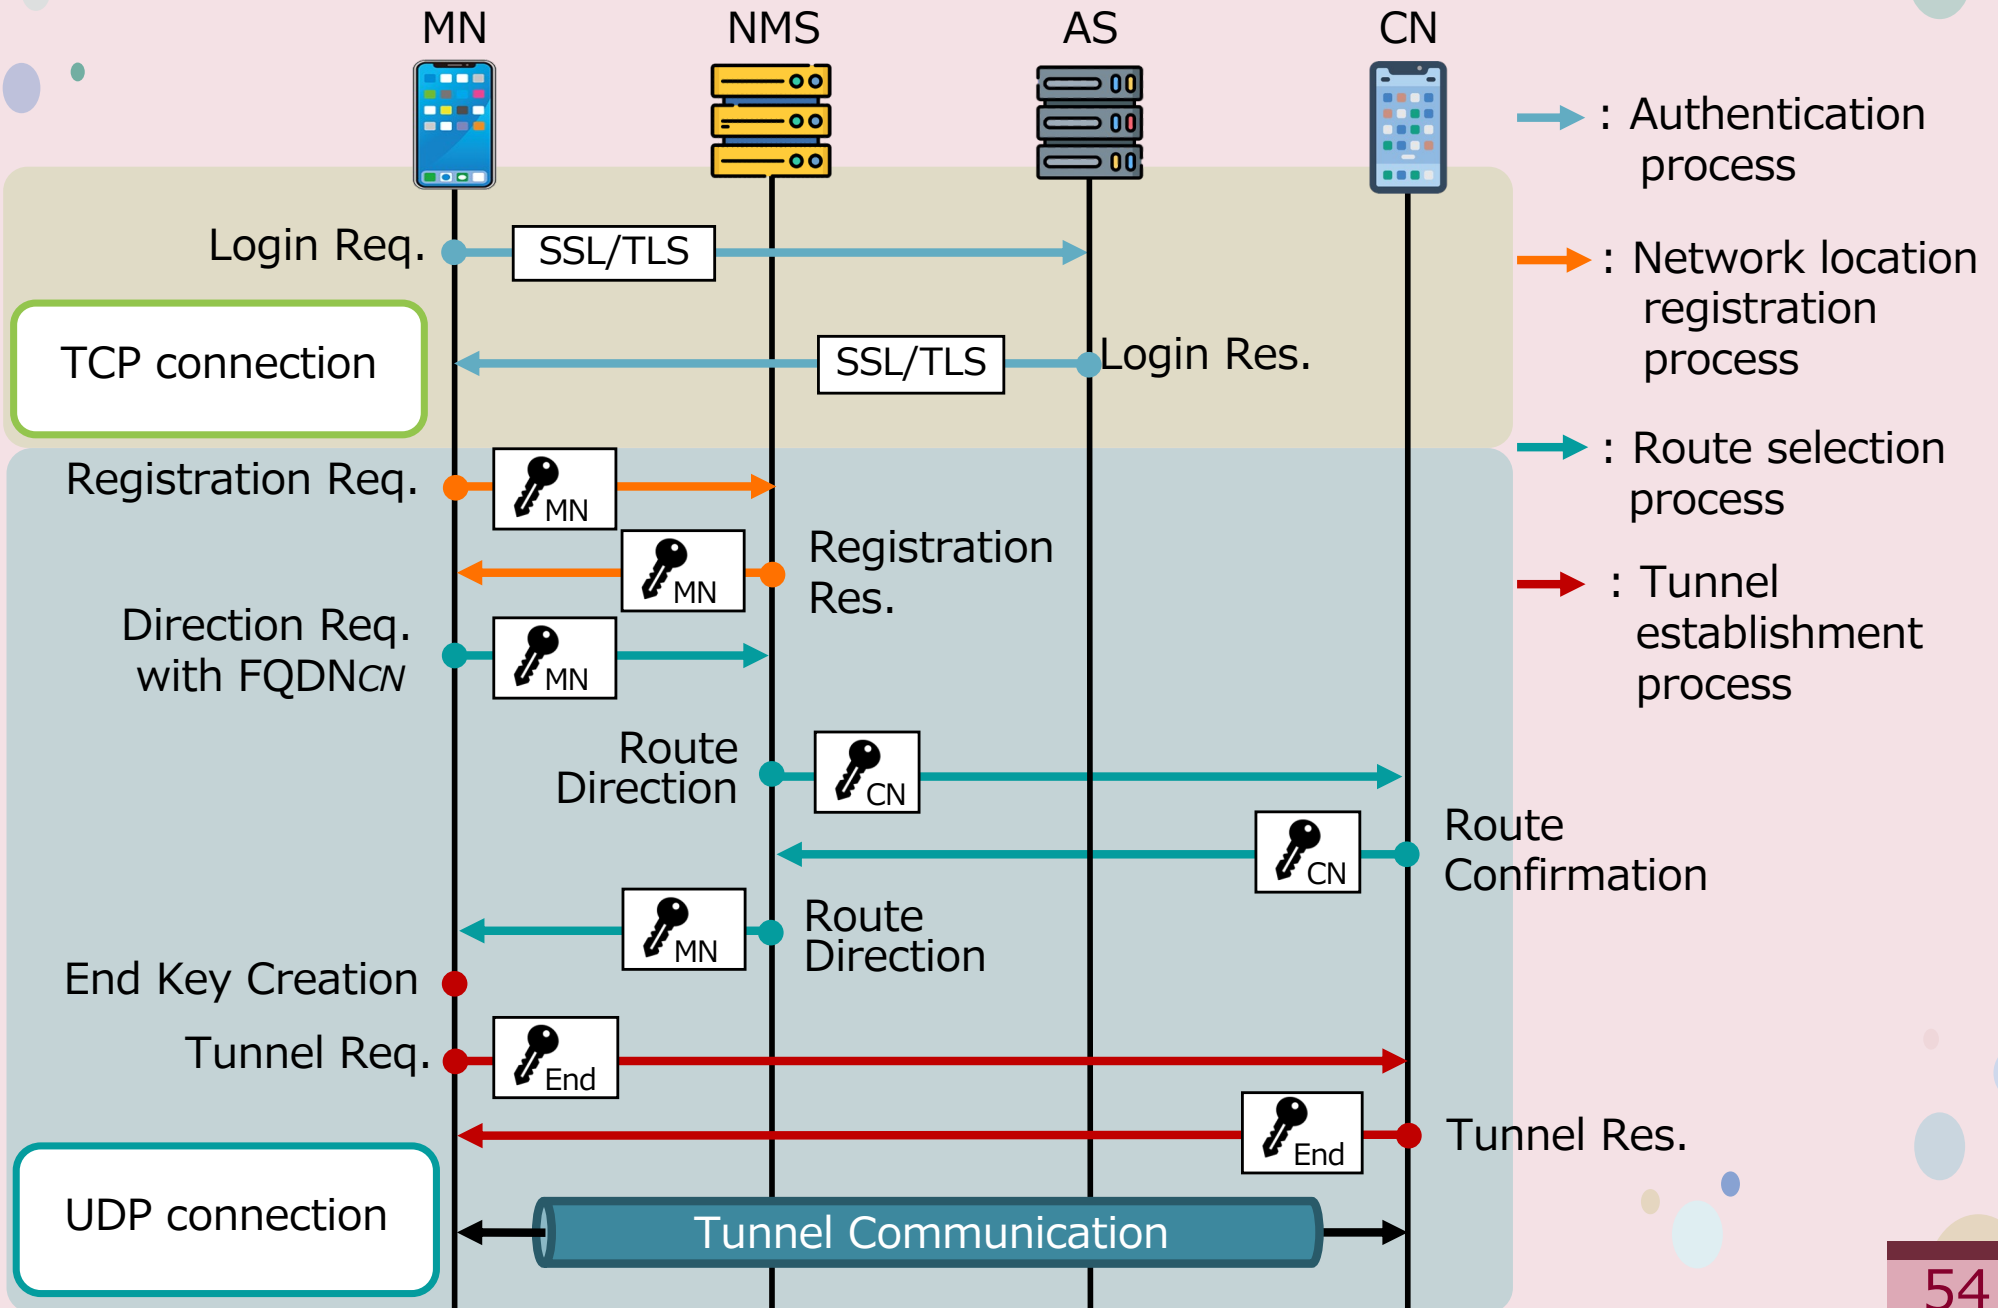 MN
NMS
AS
CN
: Authentication
process
: Network location
registration
process
: Route selection
process
: Tunnel
establishment
process
Login Req.
SSL/TLS
TCP connection
SSL/TLS
Login Res.
Registration Req.
MN
MN
Registration
Res.
Direction Req.
with FQDNCN
MN
Route
Direction
CN
CN
Route
Confirmation
MN
Route
Direction
End Key Creation
Tunnel Req.
End
End
Tunnel Res.
UDP connection
Tunnel Communication
54